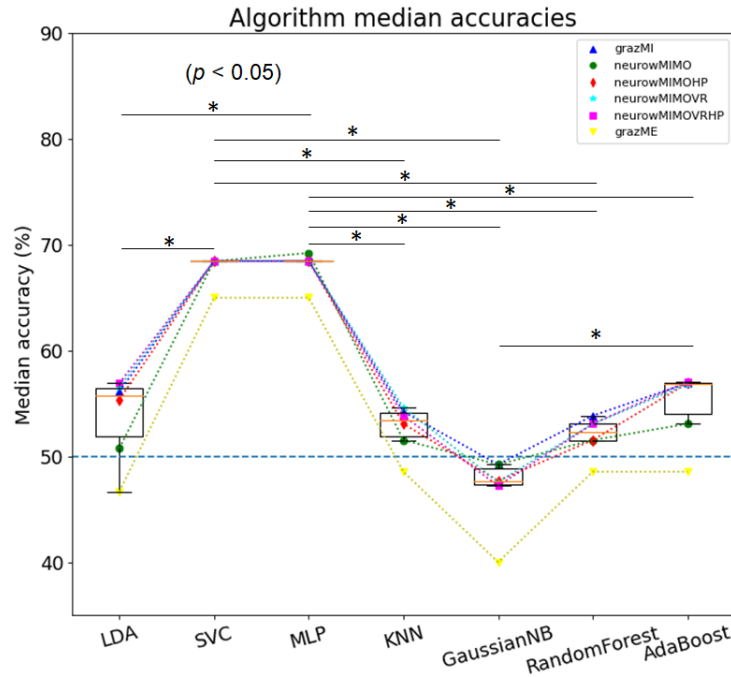 Algorithm median accuracies
90
80
70
60
50
40
Median accuracy (%)
(p < 0.05)
*
*
*
*
*
*
*
*
*
*
grazMI
neurowMIMO
neurowMIMOHP
neurowMIMOVR
neurowMIMOVRHP
grazME
LDA
SVC
MLP
KNN
GaussianNB
RandomForest
AdaBoost